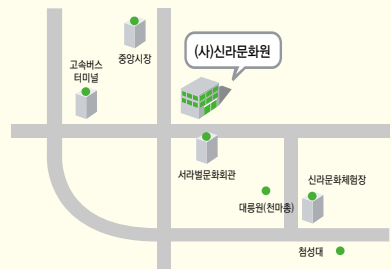 (사)신라문화원
중앙시장
고속버스
터미널
서라벌문화회관
신라문화체험장
대릉원(천마총)
첨성대